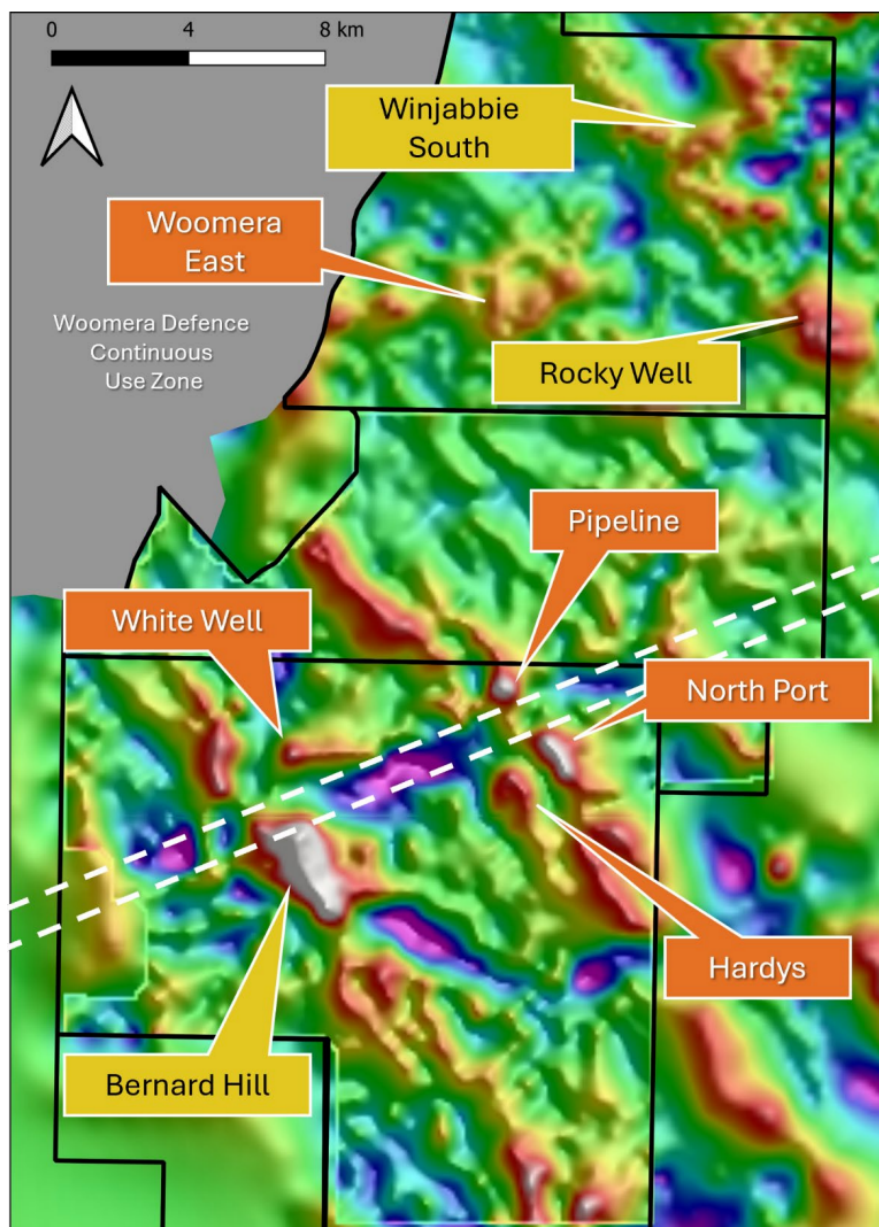 0 4 8 km
Winjabbie
South
Woomera
East
Woomera Defence
Continuous
Use Zone
Rocky Well
Pipeline
White Well
North Port
Hardys
Bernard Hill